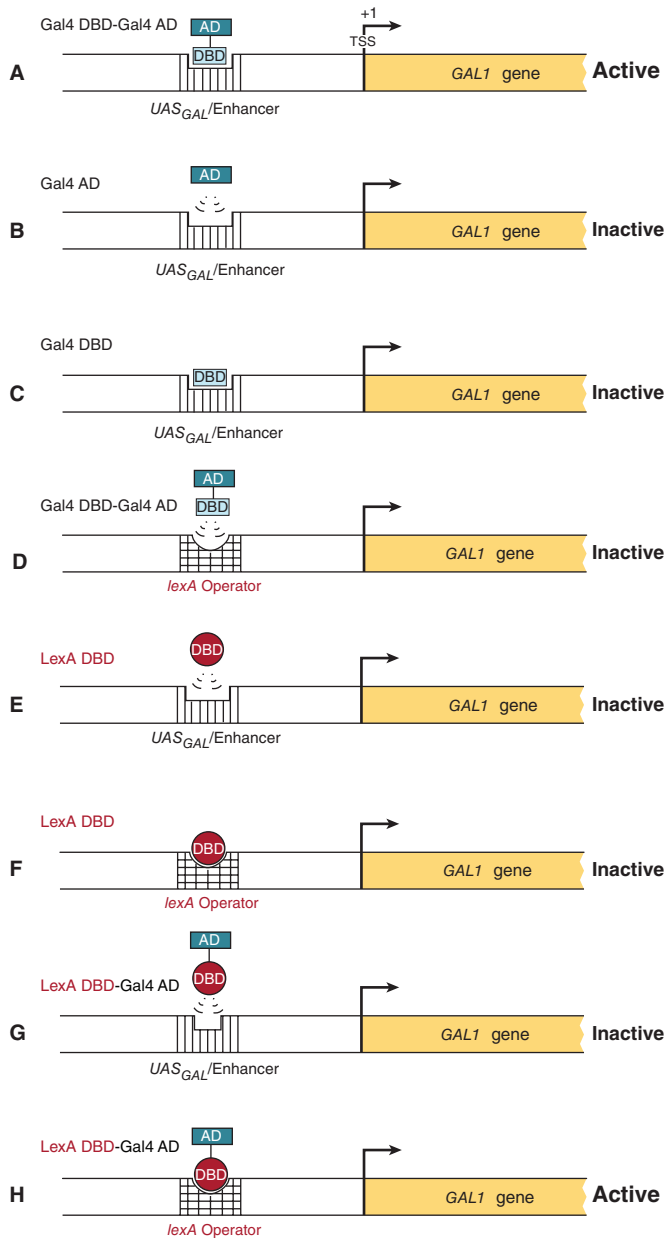 Gal4 DBD-Gal4 AD
AD
+1
TSS
DBD
A
GAL1 gene
Active
UASGAL/Enhancer
Gal4 AD
AD
B
GAL1 gene
Inactive
UASGAL/Enhancer
Gal4 DBD
DBD
C
GAL1 gene
Inactive
UASGAL/Enhancer
AD
Gal4 DBD-Gal4 AD
DBD
D
GAL1 gene
Inactive
lexA Operator
LexA DBD
DBD
E
GAL1 gene
Inactive
UASGAL/Enhancer
LexA DBD
DBD
F
GAL1 gene
Inactive
lexA Operator
AD
LexA DBD-Gal4 AD
DBD
G
GAL1 gene
Inactive
UASGAL/Enhancer
LexA DBD-Gal4 AD
AD
DBD
H
GAL1 gene
Active
lexA Operator